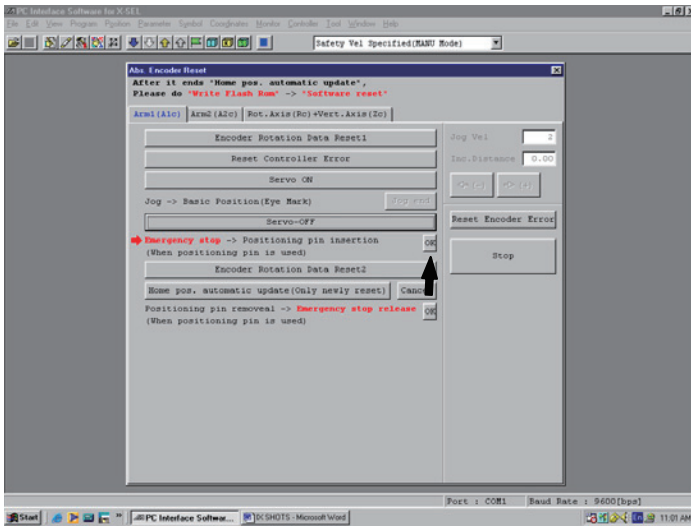 PC Interface Software for X-SEL
File Edit View Program Position Parameter Symbol Coordinates Monitor Controller Tool Window Help
Safety Vel Specified(MANU Mode)
Abs. Encoder Reset
After it ends "Home pos. automatic update",
Please do "Write Flash Rom" -> "Software reset"
Arm1(A1c) Arm2(A2c) Rot.Axis(Rc)+Vert.Axis(Zc)
Encoder Rotation Data Reset1
Reset Controller Error
Servo ON
Jog -> Basic Position(Eye Mark) Jog end
Servo-OFF
Emergency stop -> Positioning pin insertion
(When positioning pin is used)
OK
Encoder Rotation Data Reset2
Home pos. automatic update(Only newly reset)
Positioning pin removeal -> Emergency stop release
(When positioning pin is used)
OK
Jog Vel 2
Inc.Distance 0.00
(-) (+)
Reset Encoder Error
Stop
Port : COM1 Baud Rate : 9600[bps]
Start
PC Interface Softwar...
IX SHOTS - Microsoft Word
11:01 AM